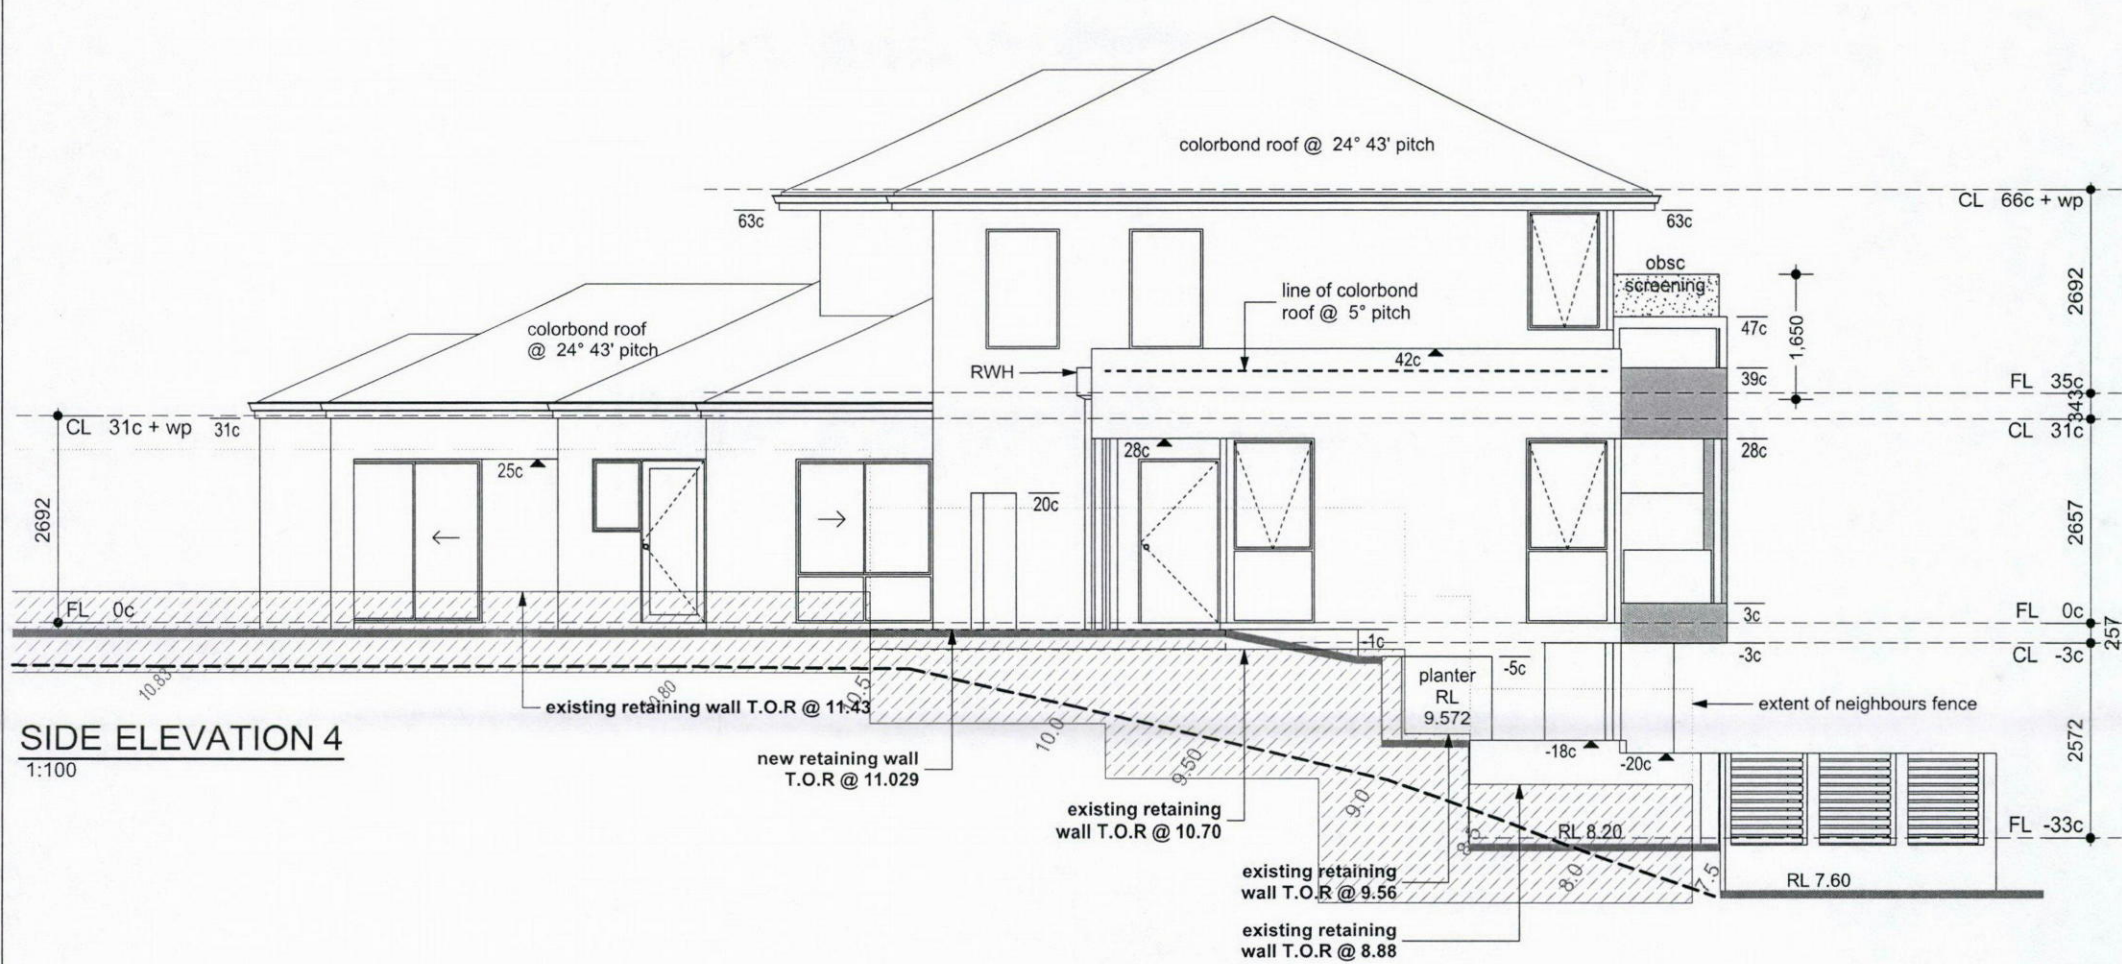 colorbond roof @ 24° 43' pitch
CL 66c + wp
63c
63c
obsc
screening
line of colorbond
roof @ 5° pitch
2692
47c
1,650
colorbond roof
@ 24° 43' pitch
42c
RWH
39c
FL 35c
343
CL 31c + wp
31c
CL 31c
28c
28c
25c
20c
2692
2657
FL 0c
3c
FL 0c
257
-1c
-3c
CL -3c
-5c
planter
RL
9.572
10.83
10.80
10.5
existing retaining wall T.O.R @ 11.43
extent of neighbours fence
SIDE ELEVATION 4
1:100
new retaining wall
T.O.R @ 11.029
10.0
9.50
-18c
-20c
2572
existing retaining
wall T.O.R @ 10.70
9.0
8.5
RL 8.20
FL -33c
existing retaining
wall T.O.R @ 9.56
8.0
7.5
RL 7.60
existing retaining
wall T.O.R @ 8.88